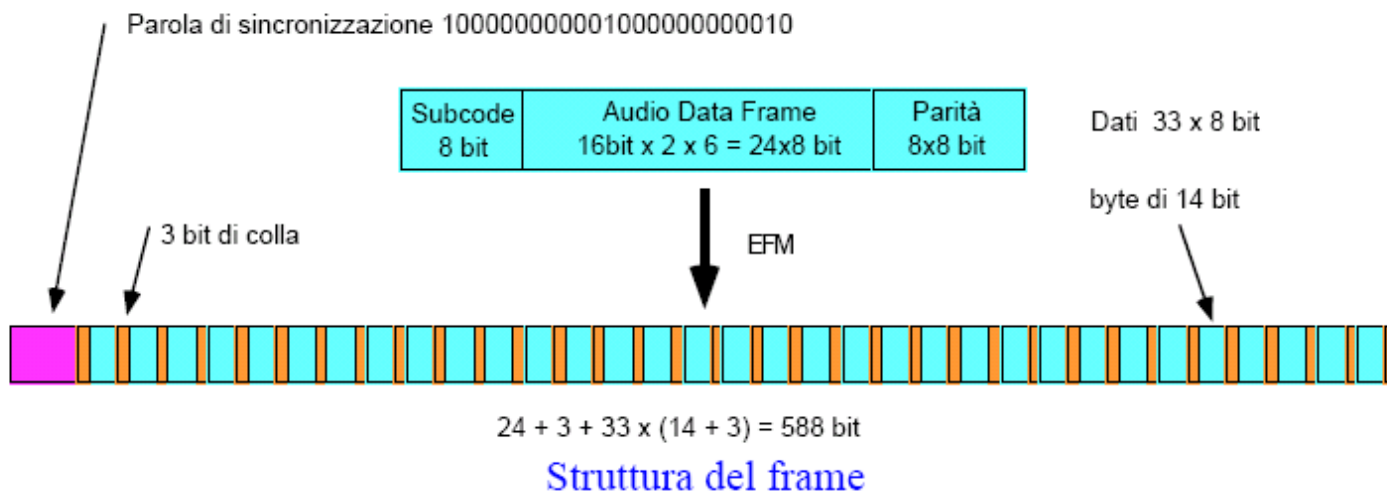 Parola di sincronizzazione 100000000001000000000010
Subcode
8 bit
Audio Data Frame
16bit x 2 x 6 = 24x8 bit
Parità
8x8 bit
Dati 33 x 8 bit
byte di 14 bit
3 bit di colla
EFM
24 + 3 + 33 x (14 + 3) = 588 bit
Struttura del frame